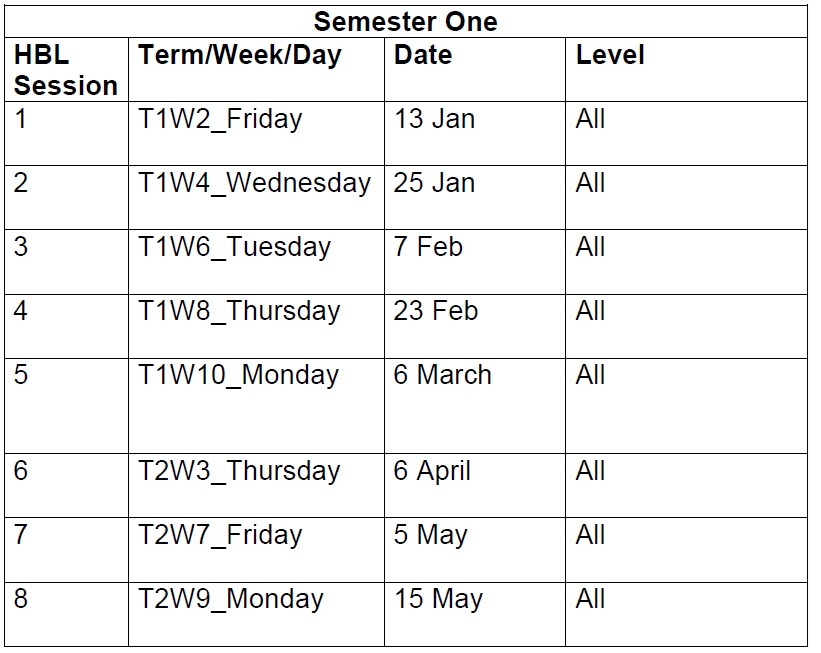 Semester One
HBL Session Term/Week/Day Date Level
1 T1W2_Friday 13 Jan All
2 T1W4_Wednesday 25 Jan All
3 T1W6_Tuesday 7 Feb All
4 T1W8_Thursday 23 Feb All
5 T1W10_Monday 6 March All
6 T2W3_Thursday 6 April All
7 T2W7_Friday 5 May All
8 T2W9_Monday 15 May All